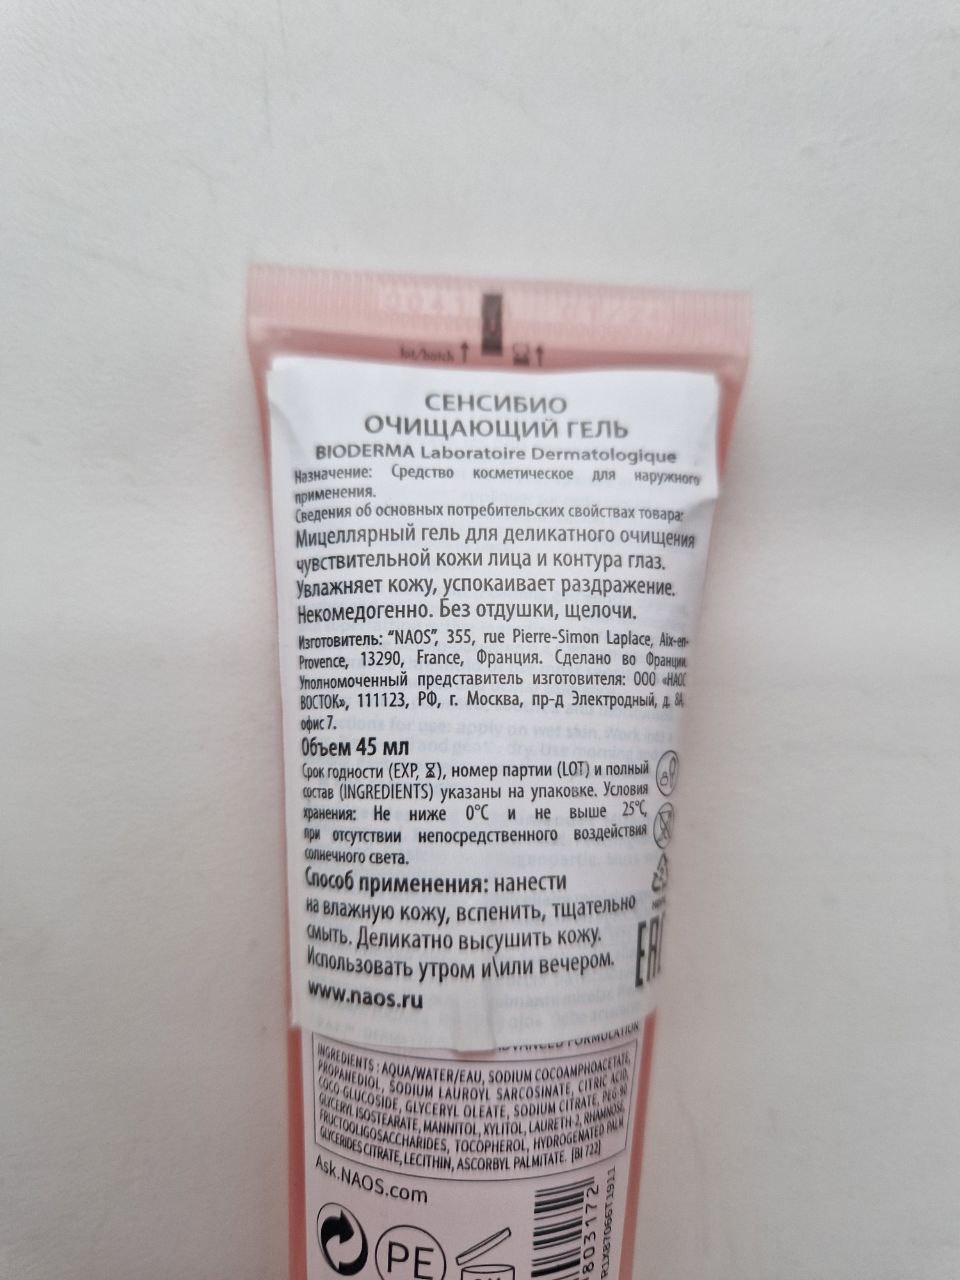 lot/batch
СЕНСИБИО
ОЧИЩАЮЩИЙ ГЕЛЬ
BIODERMA Laboratoire Dermatologique
Назначение: Средство косметическое для наружного
применения.
Сведения об основных потребительских свойствах товара:
Мицеллярный гель для деликатного очищения
чувствительной кожи лица и контура глаз.
Увлажняет кожу, успокаивает раздражение.
Некомедогенно. Без отдушки, щелочи.
Изготовитель: "NAOS", 355, rue Pierre-Simon Laplace, Aix-en-
Provence, 13290, France, Франция. Сделано во Франции.
Уполномоченный представитель изготовителя: ООО «НАОС
ВОСТОК», 111123, РФ, г. Москва, пр-д Электродный, д. 8А,
офис 7.
Объем 45 мл
Срок годности (EXP, ⌛), номер партии (LOT) и полный
состав (INGREDIENTS) указаны на упаковке. Условия
хранения: Не ниже 0°C и не выше 25°C,
при отсутствии непосредственного воздействия
солнечного света.
Способ применения: нанести
на влажную кожу, вспенить, тщательно
смыть. Деликатно высушить кожу.
Использовать утром и\или вечером.
EAC
www.naos.ru
ADVANCED FORMULATION
INGREDIENTS : AQUA/WATER/EAU, SODIUM COCOAMPHOACETATE,
PROPANEDIOL, SODIUM LAUROYL SARCOSINATE, CITRIC ACID,
COCO-GLUCOSIDE, GLYCERYL OLEATE, SODIUM CITRATE, PEG-90
GLYCERYL ISOSTEARATE, MANNITOL, XYLITOL, LAURETH-2, RHAMNOSE,
FRUCTOOLIGOSACCHARIDES, TOCOPHEROL, HYDROGENATED PALM
GLYCERIDES CITRATE, LECITHIN, ASCORBYL PALMITATE. [BI 722]
Ask.NAOS.com
PE
803172
R1X87066T1911